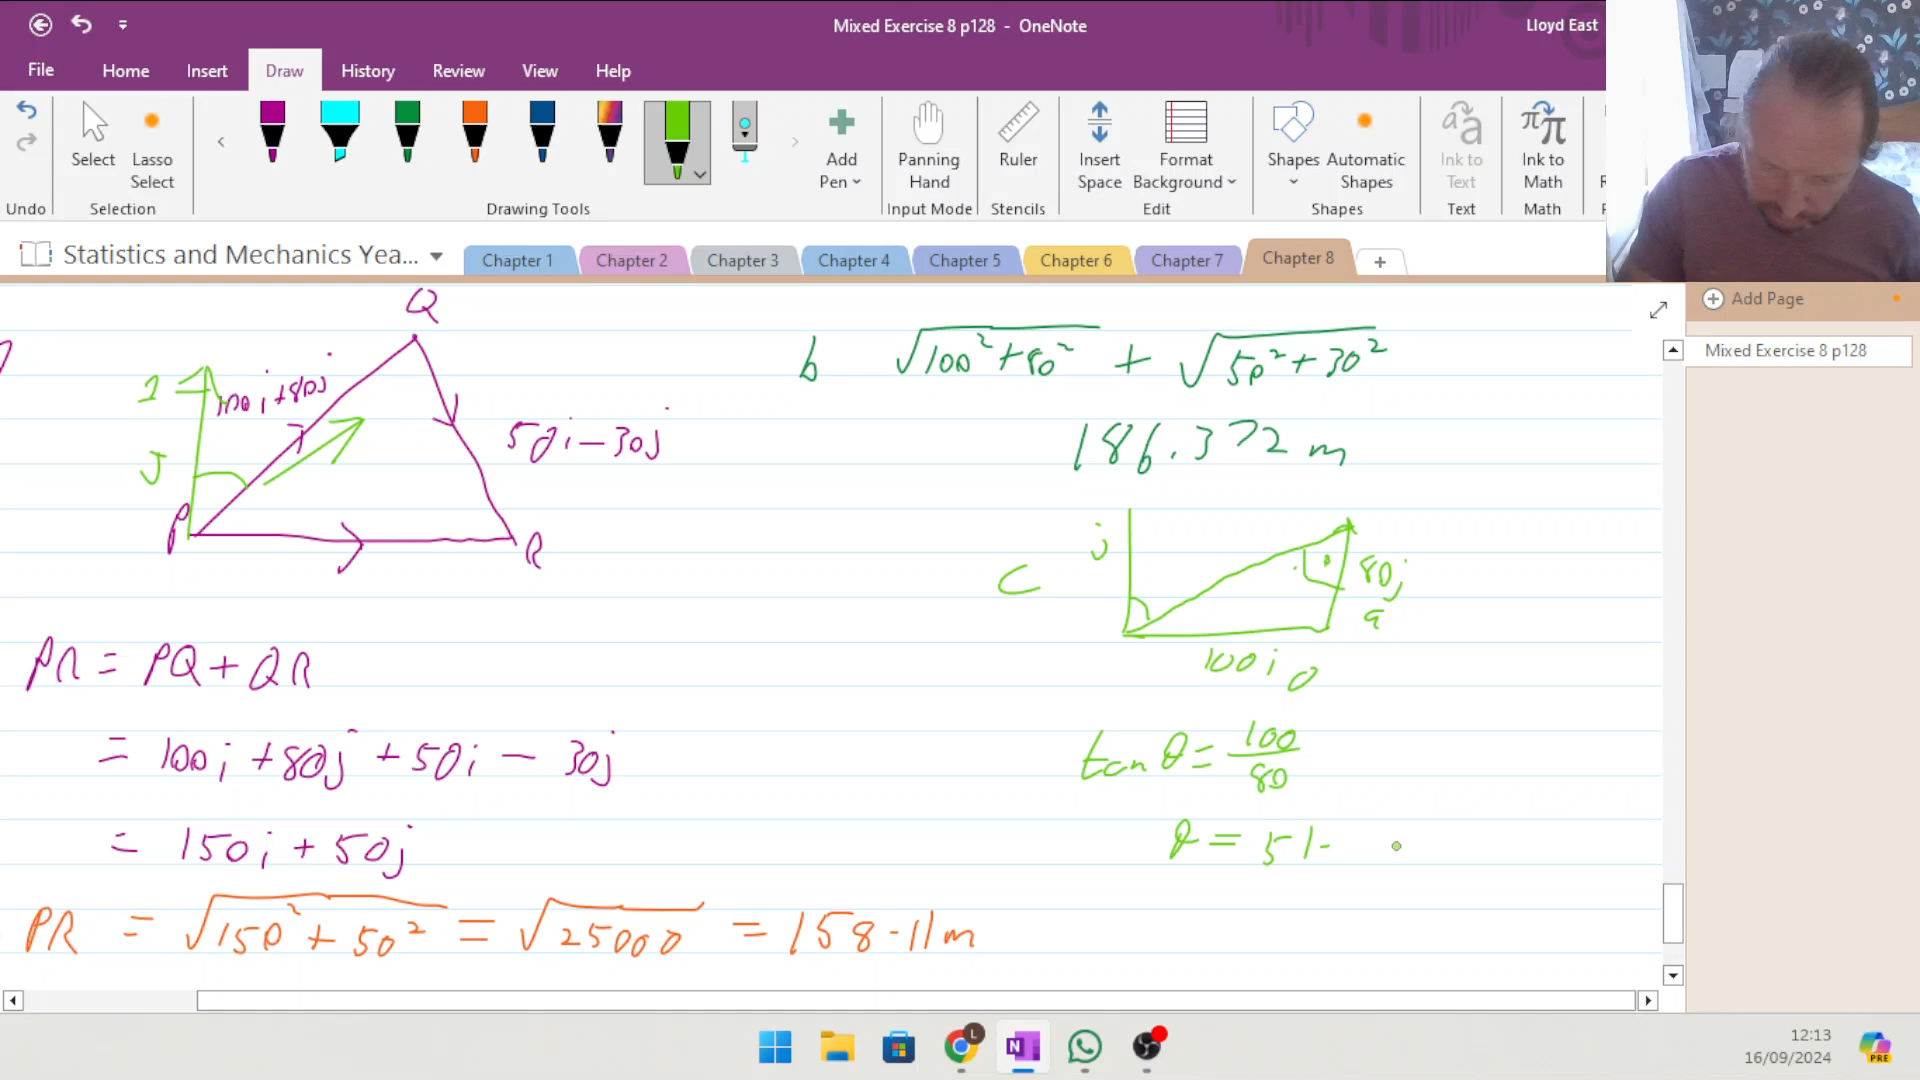 Mixed Exercise 8 p128 - OneNote
Lloyd East
File Home Insert Draw History Review View Help
Select
Lasso Select
Add Pen
Panning Hand
Ruler
Insert Space
Format Background
Shapes
Automatic Shapes
Ink to Text
Ink to Math
Undo Selection Drawing Tools Input Mode Stencils Edit Shapes Text Math
Statistics and Mechanics Yea...
Chapter 1 Chapter 2 Chapter 3 Chapter 4 Chapter 5 Chapter 6 Chapter 7 Chapter 8
Add Page
Mixed Exercise 8 p128
Q
100i+80j
50i-30j
J
P
R
PR = PQ + QR
= 100i + 80j + 50i - 30j
= 150i + 50j
PR = √150² + 50² = √25000 = 158.11m
b √100² + 80² + √50² + 30²
186.372 m
c
j
80j
a
100i
o
tan θ = 100/80
θ = 51.
L
N
12:13
16/09/2024
PRE